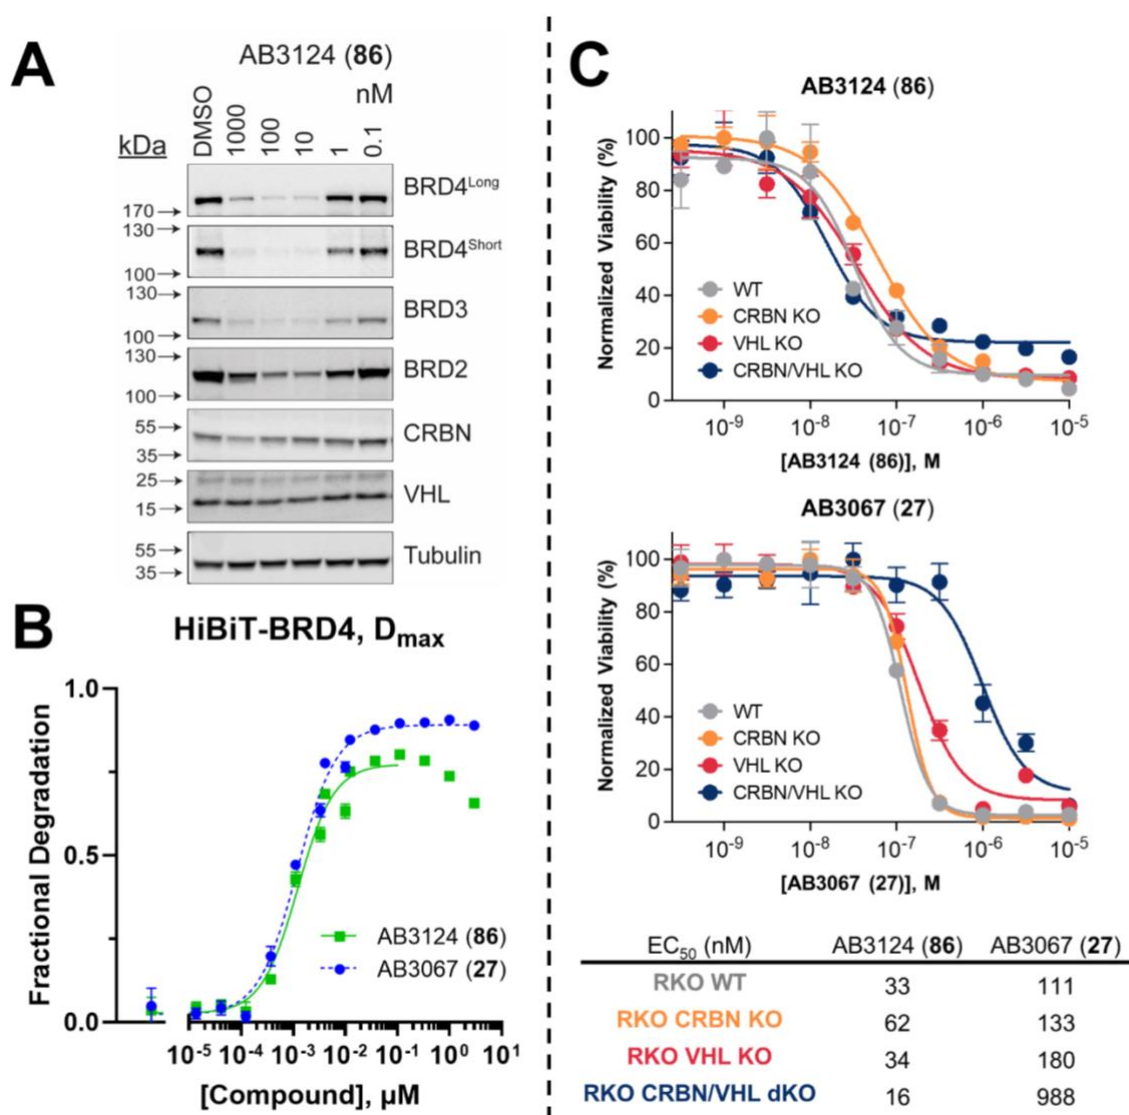 A
AB3124 (86)
nM
kDa
DMSO
1000
100
10
1
0.1
170→
BRD4Long
130→
100→
BRD4Short
130→
100→
BRD3
130→
100→
BRD2
55→
35→
CRBN
25→
15→
VHL
55→
35→
Tubulin
B
HiBiT-BRD4, Dmax
Fractional Degradation
1.0
0.5
0.0
AB3124 (86)
AB3067 (27)
10-5 10-4 10-3 10-2 10-1 100 101
[Compound], µM
C
AB3124 (86)
Normalized Viability (%)
100
80
60
40
20
0
WT
CRBN KO
VHL KO
CRBN/VHL KO
10-9 10-8 10-7 10-6 10-5
[AB3124 (86)], M
AB3067 (27)
Normalized Viability (%)
100
80
60
40
20
0
WT
CRBN KO
VHL KO
CRBN/VHL KO
10-9 10-8 10-7 10-6 10-5
[AB3067 (27)], M
EC50 (nM) AB3124 (86) AB3067 (27)
RKO WT 33 111
RKO CRBN KO 62 133
RKO VHL KO 34 180
RKO CRBN/VHL dKO 16 988